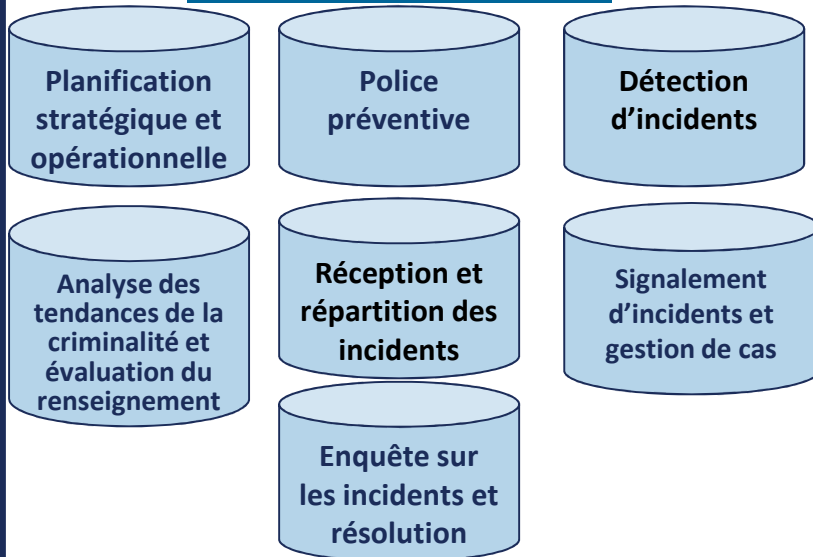 Planification
stratégique et
opérationnelle
Police
préventive
Détection
d’incidents
Analyse des
tendances de la
criminalité et
évaluation du
renseignement
Réception et
répartition des
incidents
Signalement
d’incidents et
gestion de cas
Enquête sur
les incidents et
résolution